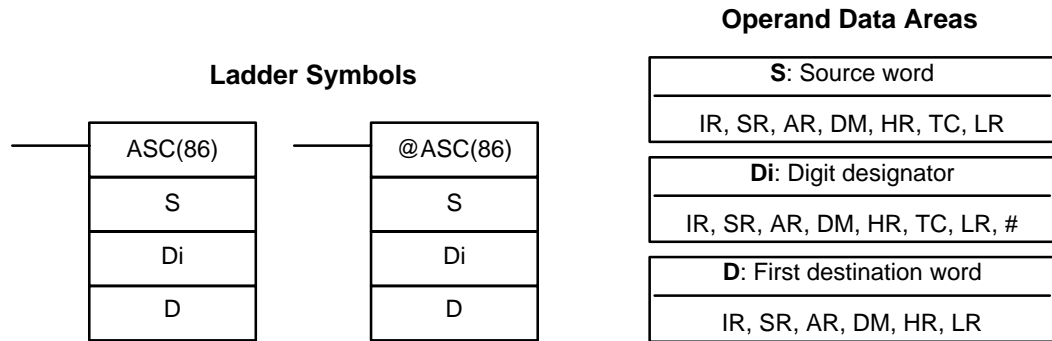 Ladder Symbols
ASC(86)
S
Di
D
@ASC(86)
S
Di
D
Operand Data Areas
S: Source word
IR, SR, AR, DM, HR, TC, LR
Di: Digit designator
IR, SR, AR, DM, HR, TC, LR, #
D: First destination word
IR, SR, AR, DM, HR, LR